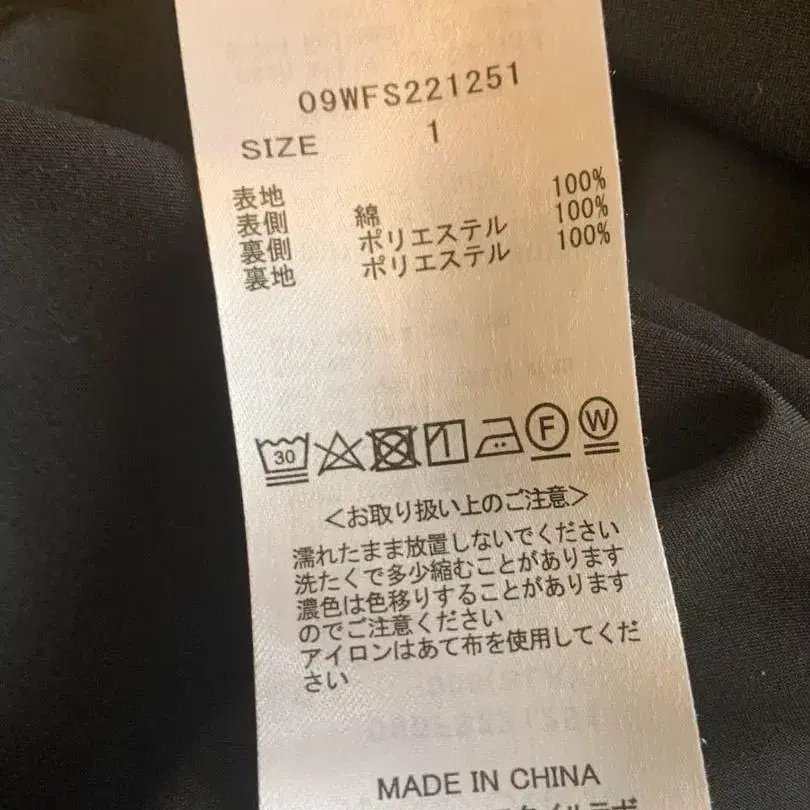 09WFS221251
SIZE 1
表地
表側 綿 100%
裏側 ポリエステル 100%
裏地 ポリエステル 100%
30 F W
＜お取り扱い上のご注意＞
濡れたまま放置しないでください
洗たくで多少縮むことがあります
濃色は色移りすることがあります
のでご注意ください
アイロンはあて布を使用してくだ
さい
MADE IN CHINA